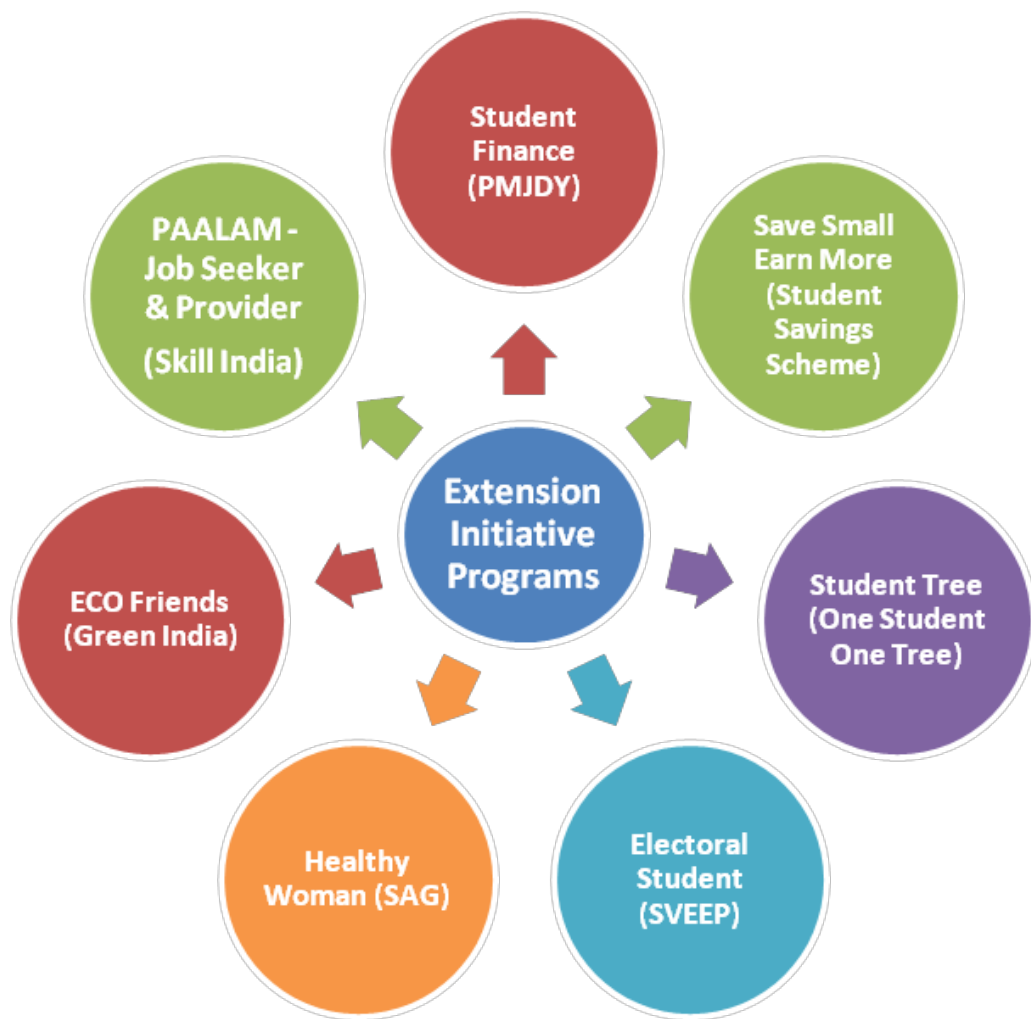 Student
Finance
(PMJDY)
Save Small
Earn More
(Student
Savings
Scheme)
Student Tree
(One Student
One Tree)
Electoral
Student
(SVEEP)
Healthy
Woman (SAG)
ECO Friends
(Green India)
PAALAM -
Job Seeker
& Provider
(Skill India)
Extension
Initiative
Programs